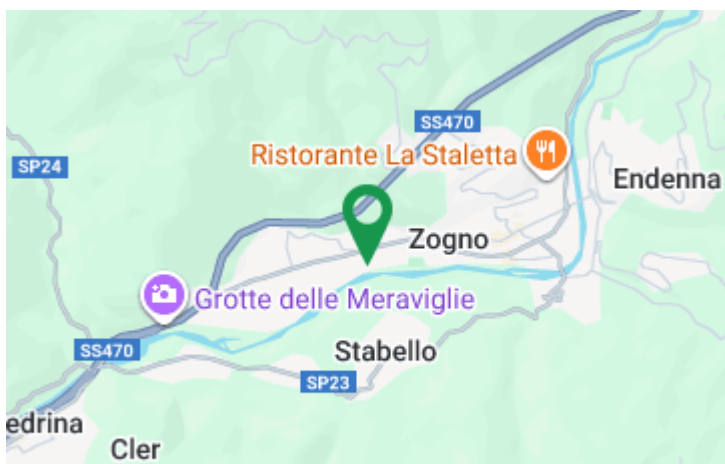 SS470
Ristorante La Staletta
SP24
Endenna
Zogno
Grotte delle Meraviglie
SS470
Stabello
SP23
edrina
Cler